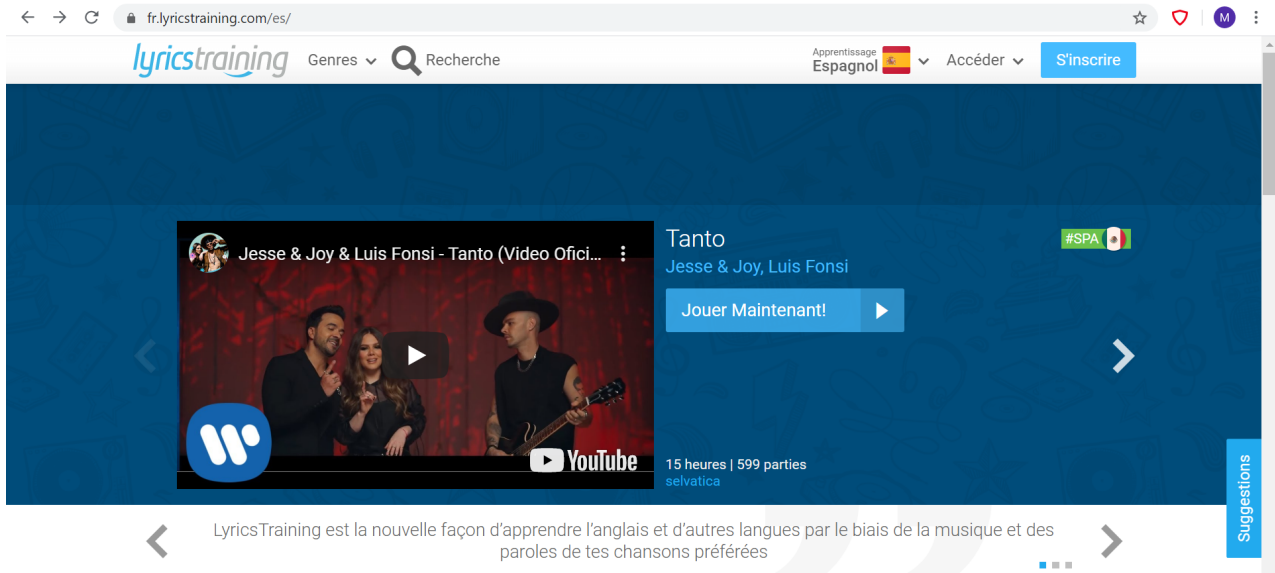 fr.lyricstraining.com/es/
M
lyricstraining
Genres
Recherche
Apprentissage
Espagnol
Accéder
S'inscrire
Jesse & Joy & Luis Fonsi - Tanto (Video Ofici...
YouTube
Tanto
#SPA
Jesse & Joy, Luis Fonsi
Jouer Maintenant!
15 heures | 599 parties
selvatica
Suggestions
LyricsTraining est la nouvelle façon d’apprendre l’anglais et d’autres langues par le biais de la musique et des
paroles de tes chansons préférées